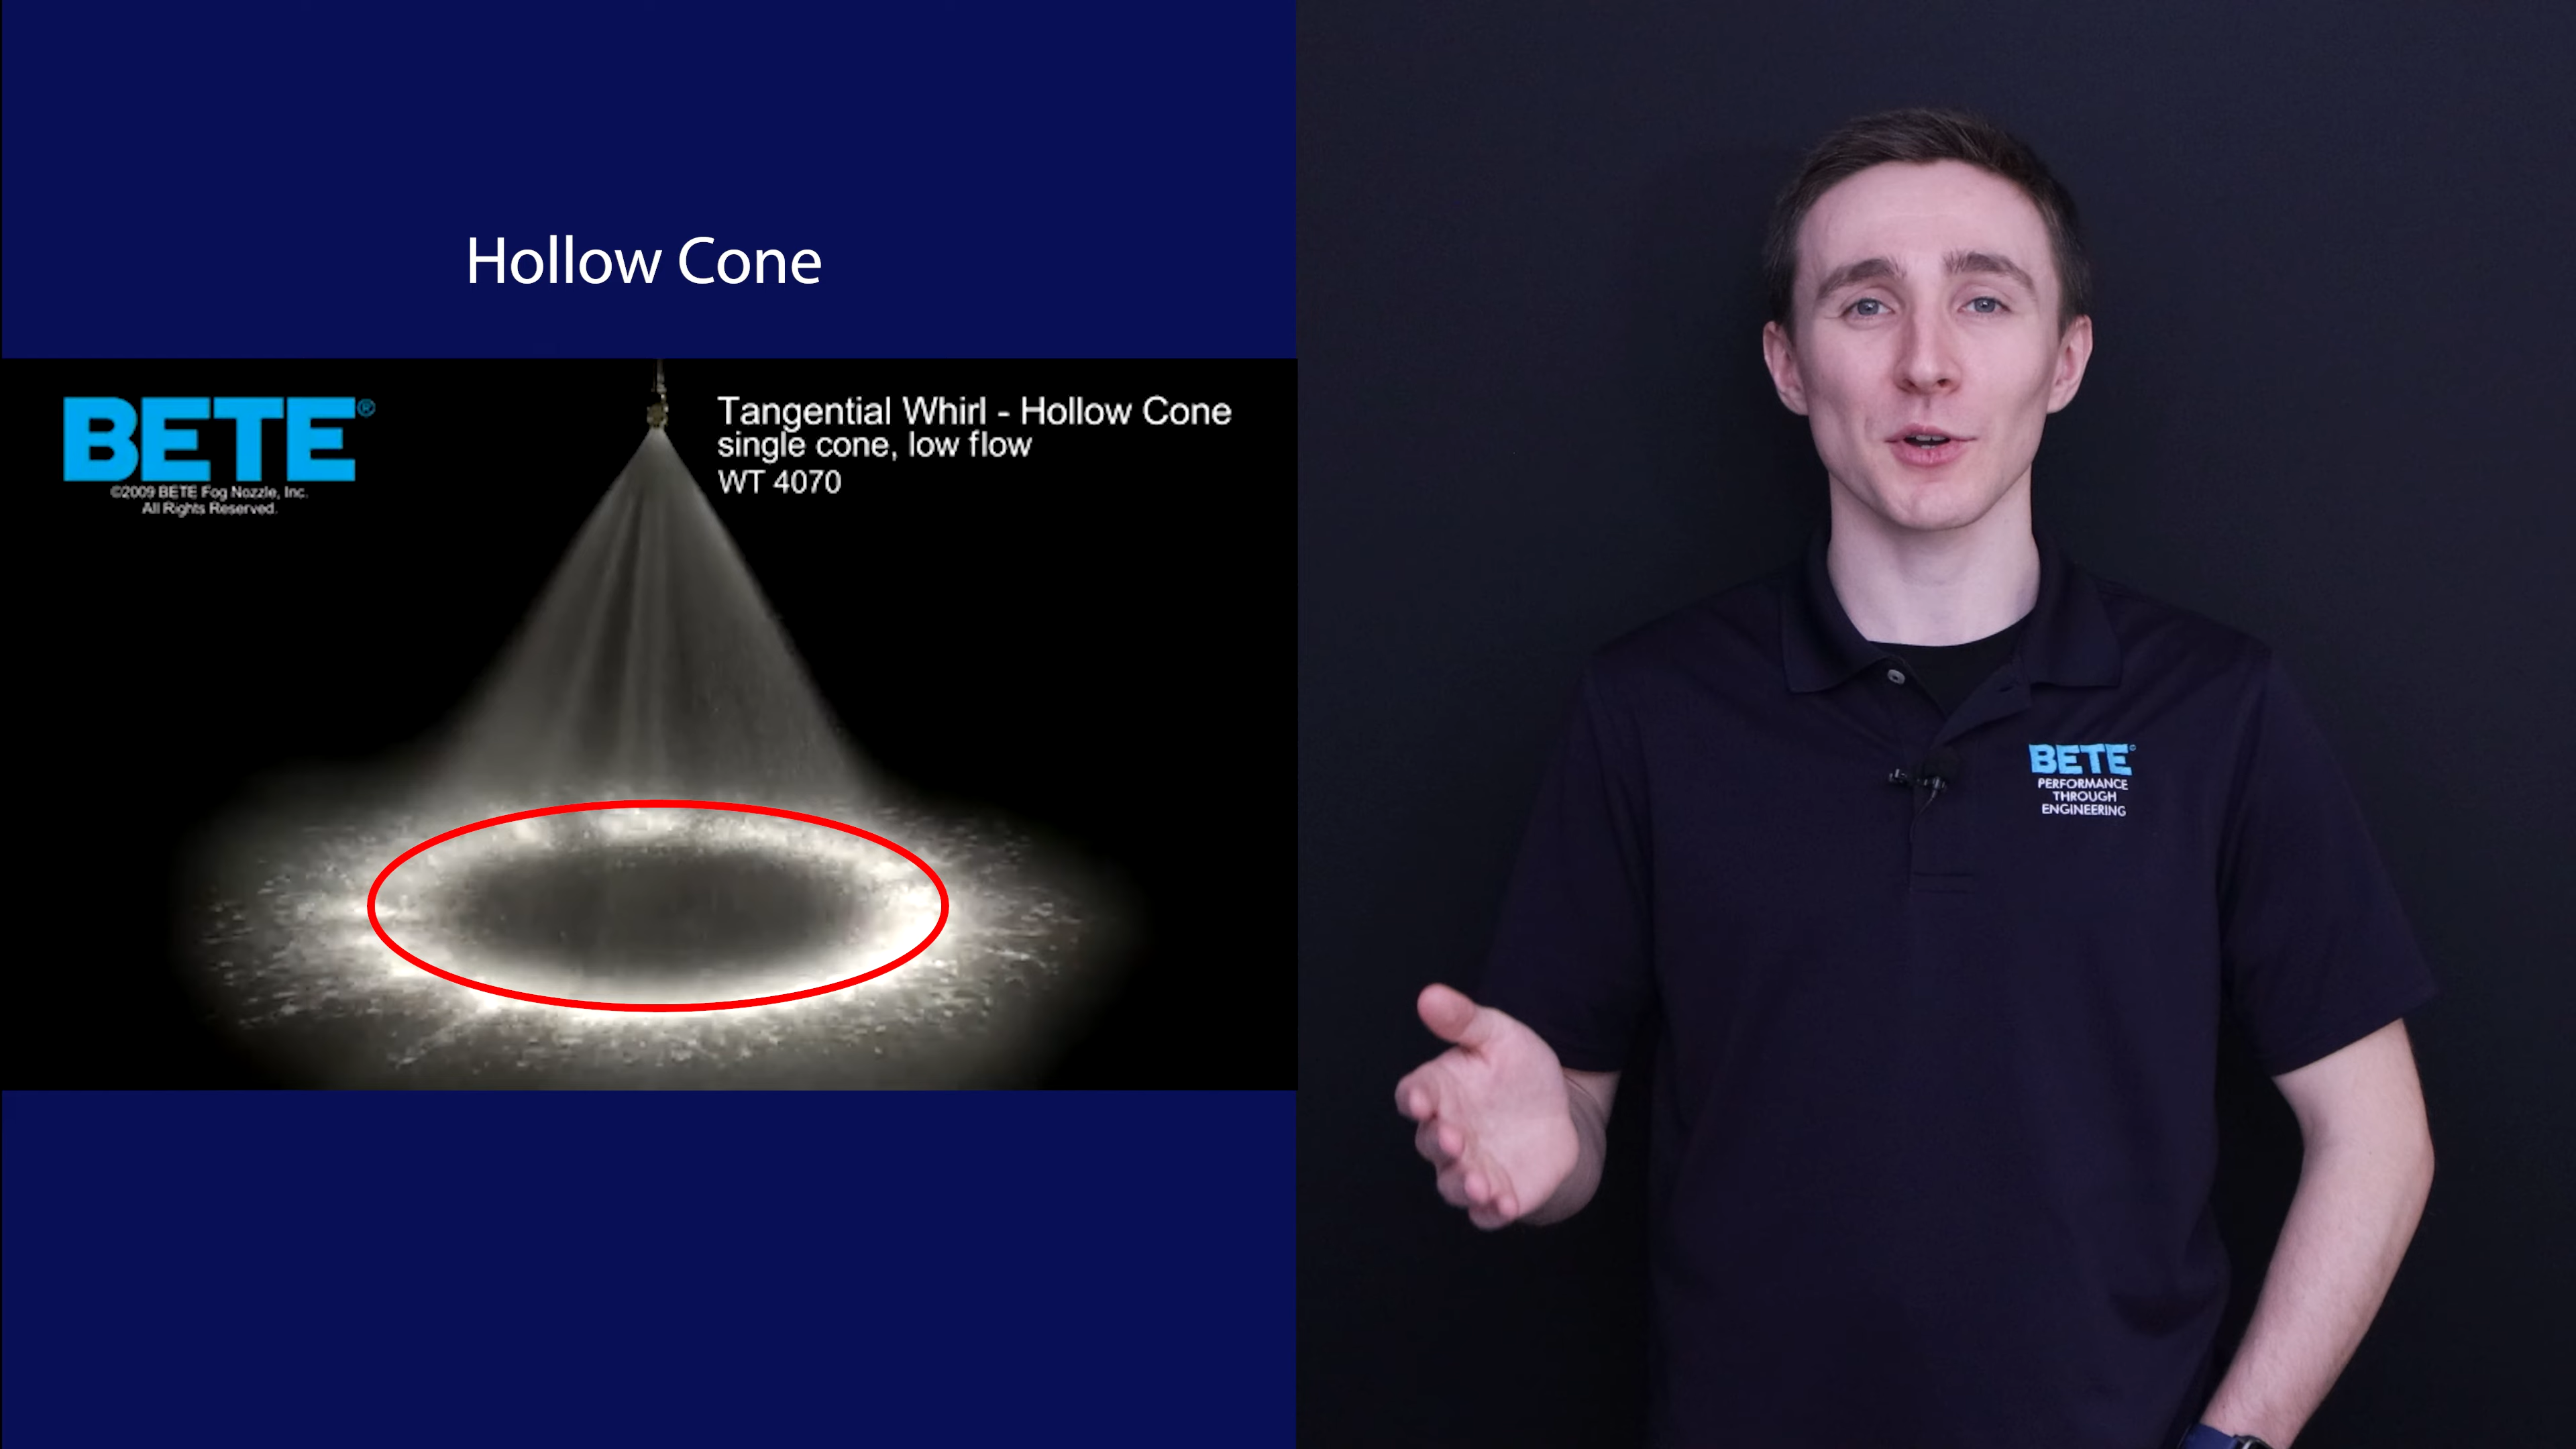 Hollow Cone
BETE®
©2009 BETE Fog Nozzle, Inc.
All Rights Reserved.
Tangential Whirl - Hollow Cone
single cone, low flow
WT 4070
BETE©
PERFORMANCE
THROUGH
ENGINEERING